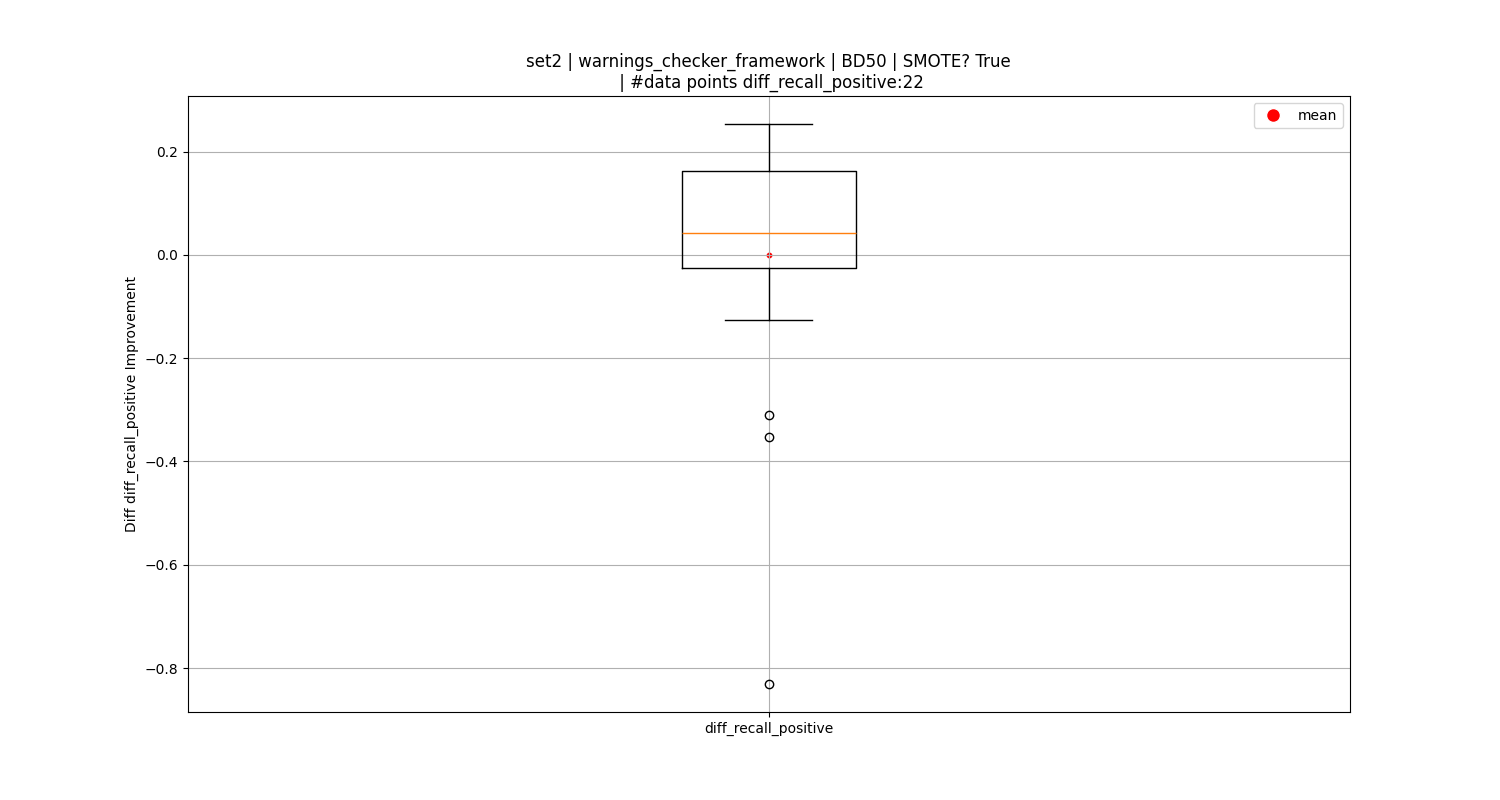 set2 | warnings_checker_framework | BD50 | SMOTE? True
| #data points diff_recall_positive:22
mean
0.2
0.0
−0.2
−0.4
−0.6
−0.8
Diff diff_recall_positive Improvement
diff_recall_positive